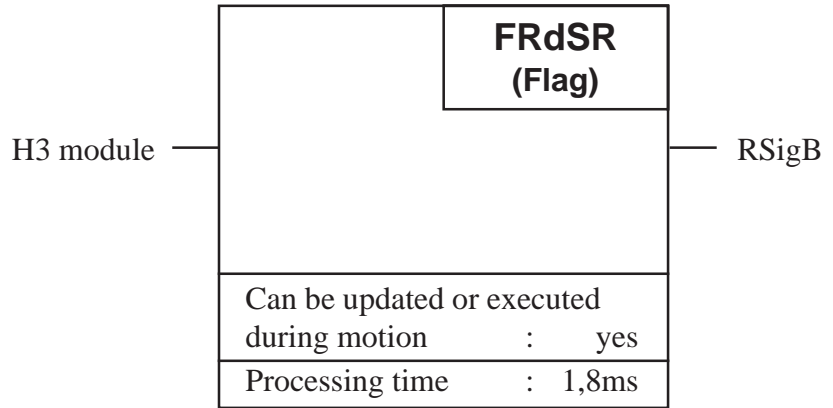 FRdSR
(Flag)
H3 module
RSigB
Can be updated or executed
during motion : yes
Processing time : 1,8ms